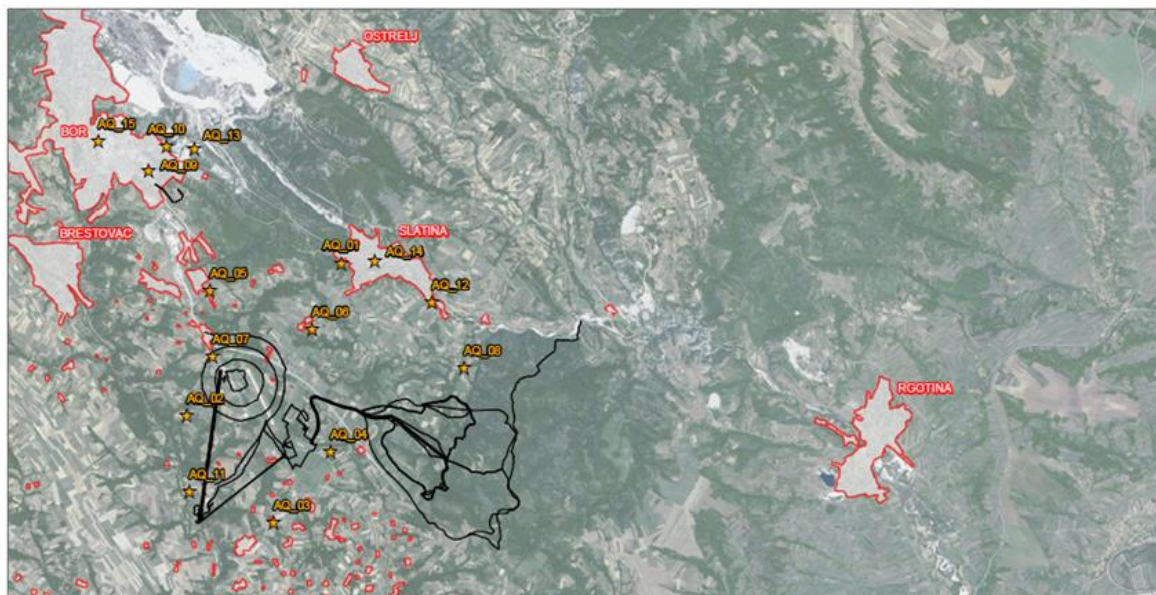 OSTRELJ
BOR
AQ_15
AQ_10
AQ_13
AQ_09
BRESTOVAC
SLATINA
AQ_01
AQ_14
AQ_05
AQ_12
AQ_06
AQ_07
AQ_08
RGOTINA
AQ_02
AQ_04
AQ_11
AQ_03